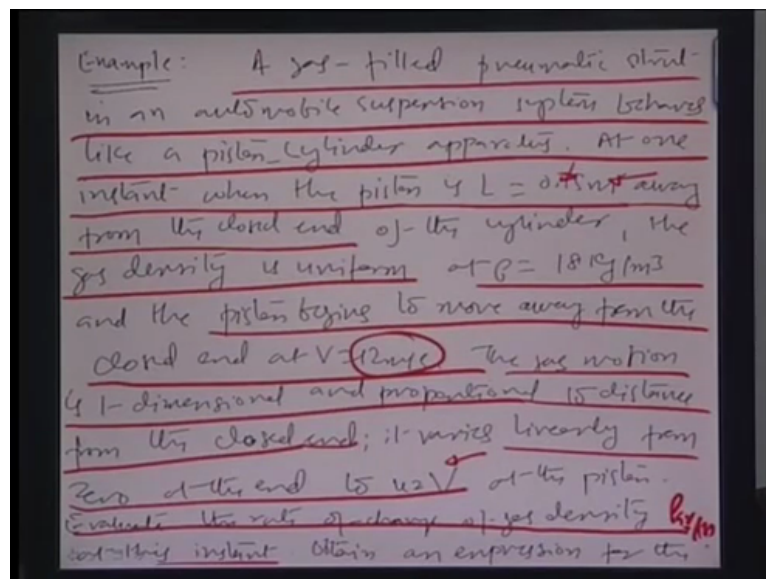 Example: A gas-filled pneumatic strut
in an automobile suspension system behaves
like a piston-cylinder apparatus. At one
instant when the piston is L = 0.15m away
from the closed end of the cylinder, the
gas density is uniform at ρ = 18 kg/m3
and the piston begins to move away from the
closed end at V = 12 m/s. The gas motion
is 1-dimensional and proportional to distance
from the closed end; it varies linearly from
zero at the end to u=V at the piston.
Evaluate the rate of change of gas density kg/m
at this instant. Obtain an expression for the